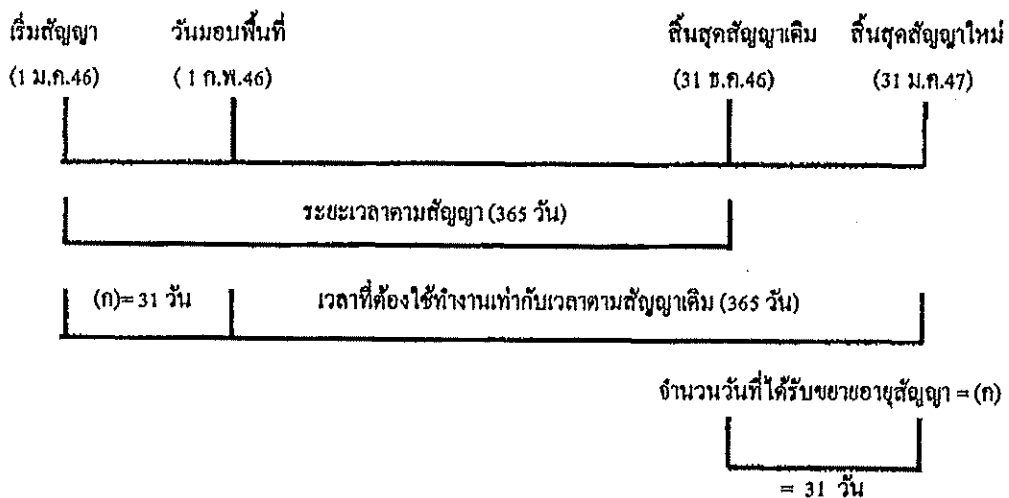 เริ่มสัญญา วันมอบพื้นที่ สิ้นสุดสัญญาเดิม สิ้นสุดสัญญาใหม่
(1 ม.ค.46) ( 1 ก.พ.46) (31 ธ.ค.46) (31 ม.ค.47)
ระยะเวลาตามสัญญา (365 วัน)
(ก)= 31 วัน เวลาที่ต้องใช้ทำงานเท่ากับเวลาตามสัญญาเดิม (365 วัน)
จำนวนวันที่ได้รับขยายอายุสัญญา = (ก)
= 31 วัน